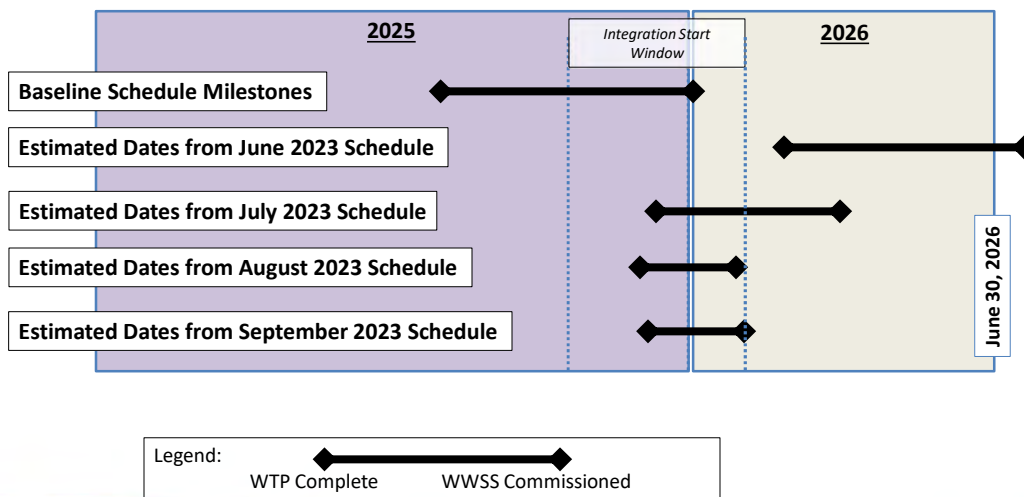 2025
Integration Start
Window
2026
Baseline Schedule Milestones
Estimated Dates from June 2023 Schedule
Estimated Dates from July 2023 Schedule
Estimated Dates from August 2023 Schedule
Estimated Dates from September 2023 Schedule
June 30, 2026
Legend:
WTP Complete
WWSS Commissioned